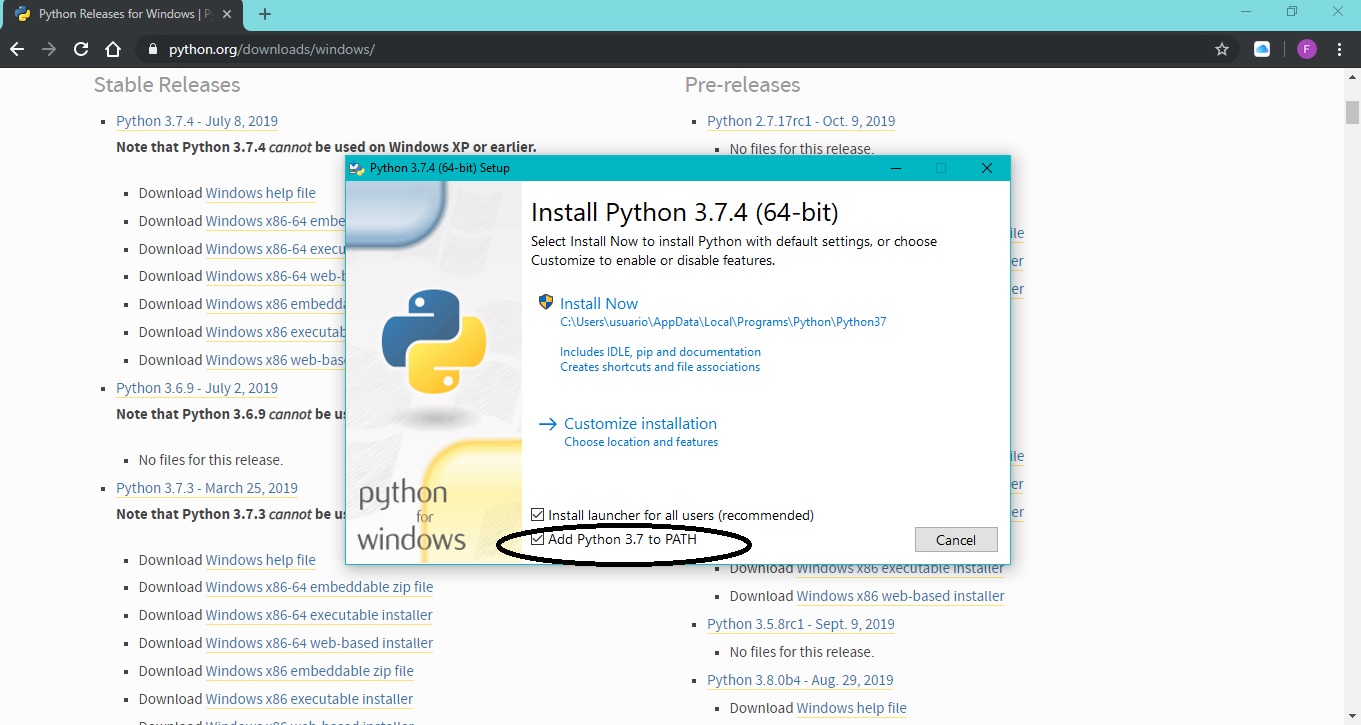 Python Releases for Windows | P
python.org/downloads/windows/
F
Stable Releases
Python 3.7.4 - July 8, 2019
Note that Python 3.7.4 cannot be used on Windows XP or earlier.
Download Windows help file
Download Windows x86-64 embe
Download Windows x86-64 execu
Download Windows x86-64 web-b
Download Windows x86 embedda
Download Windows x86 executab
Download Windows x86 web-bas
Python 3.6.9 - July 2, 2019
Note that Python 3.6.9 cannot be us
No files for this release.
Python 3.7.3 - March 25, 2019
Note that Python 3.7.3 cannot be us
Download Windows help file
Download Windows x86-64 embeddable zip file
Download Windows x86-64 executable installer
Download Windows x86-64 web-based installer
Download Windows x86 embeddable zip file
Download Windows x86 executable installer
Pre-releases
Python 2.7.17rc1 - Oct. 9, 2019
No files for this release.
ile
er
er
ile
er
er
Download Windows x86 executable installer
Download Windows x86 web-based installer
Python 3.5.8rc1 - Sept. 9, 2019
No files for this release.
Python 3.8.0b4 - Aug. 29, 2019
Download Windows help file
Python 3.7.4 (64-bit) Setup
Install Python 3.7.4 (64-bit)
Select Install Now to install Python with default settings, or choose
Customize to enable or disable features.
Install Now
C:\Users\usuario\AppData\Local\Programs\Python\Python37
Includes IDLE, pip and documentation
Creates shortcuts and file associations
Customize installation
Choose location and features
Install launcher for all users (recommended)
Add Python 3.7 to PATH
Cancel
python
for
windows